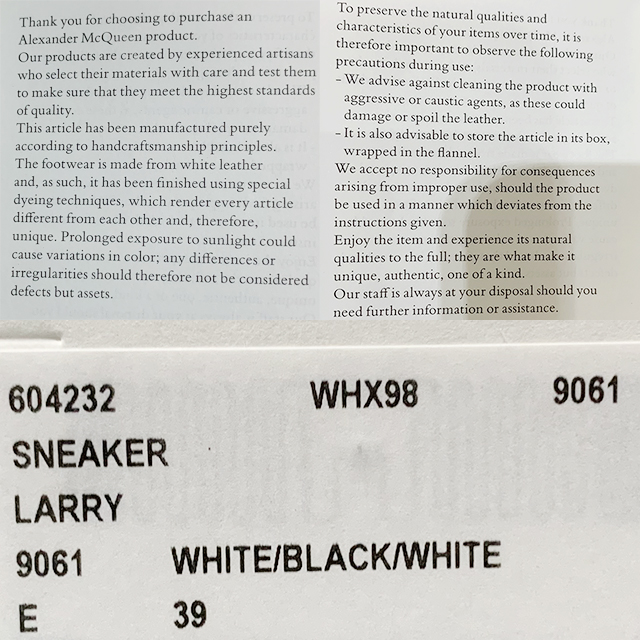 Thank you for choosing to purchase an
Alexander McQueen product.
Our products are created by experienced artisans
who select their materials with care and test them
to make sure that they meet the highest standards
of quality.
This article has been manufactured purely
according to handcraftsmanship principles.
The footwear is made from white leather
and, as such, it has been finished using special
dyeing techniques, which render every article
different from each other and, therefore,
unique. Prolonged exposure to sunlight could
cause variations in color; any differences or
irregularities should therefore not be considered
defects but assets.
To preserve the natural qualities and
characteristics of your items over time, it is
therefore important to observe the following
precautions during use:
- We advise against cleaning the product with
aggressive or caustic agents, as these could
damage or spoil the leather.
- It is also advisable to store the article in its box,
wrapped in the flannel.
We accept no responsibility for consequences
arising from improper use, should the product
be used in a manner which deviates from the
instructions given.
Enjoy the item and experience its natural
qualities to the full; they are what make it
unique, authentic, one of a kind.
Our staff is always at your disposal should you
need further information or assistance.
604232 WHX98 9061
SNEAKER
LARRY
9061 WHITE/BLACK/WHITE
E 39